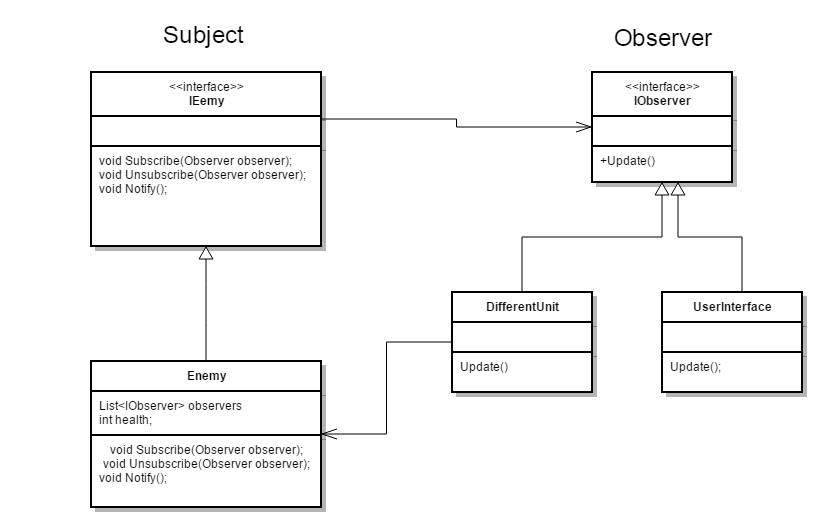 Subject
Observer
<<interface>>
IEemy
void Subscribe(Observer observer);
void Unsubscribe(Observer observer);
void Notify();
<<interface>>
IObserver
+Update()
DifferentUnit
Update()
UserInterface
Update();
Enemy
List<IObserver> observers
int health;
void Subscribe(Observer observer);
void Unsubscribe(Observer observer);
void Notify();